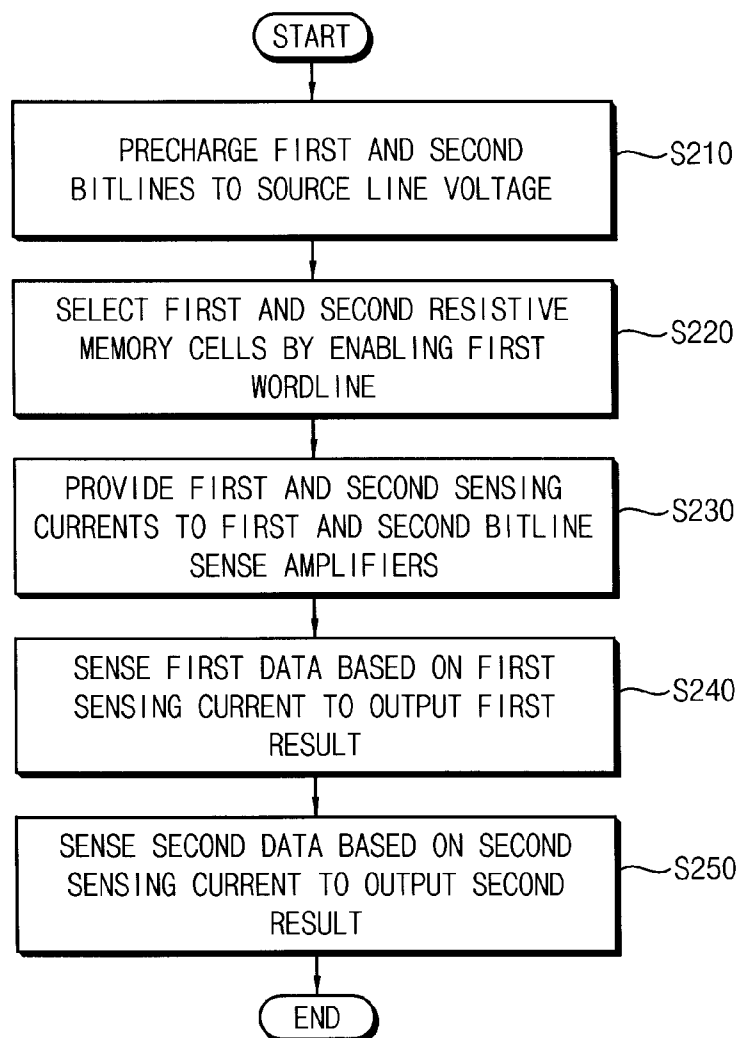 START
PRECHARGE FIRST AND SECOND
BITLINES TO SOURCE LINE VOLTAGE
S210
SELECT FIRST AND SECOND RESISTIVE
MEMORY CELLS BY ENABLING FIRST
WORDLINE
S220
PROVIDE FIRST AND SECOND SENSING
CURRENTS TO FIRST AND SECOND BITLINE
SENSE AMPLIFIERS
S230
SENSE FIRST DATA BASED ON FIRST
SENSING CURRENT TO OUTPUT FIRST
RESULT
S240
SENSE SECOND DATA BASED ON SECOND
SENSING CURRENT TO OUTPUT SECOND
RESULT
S250
END